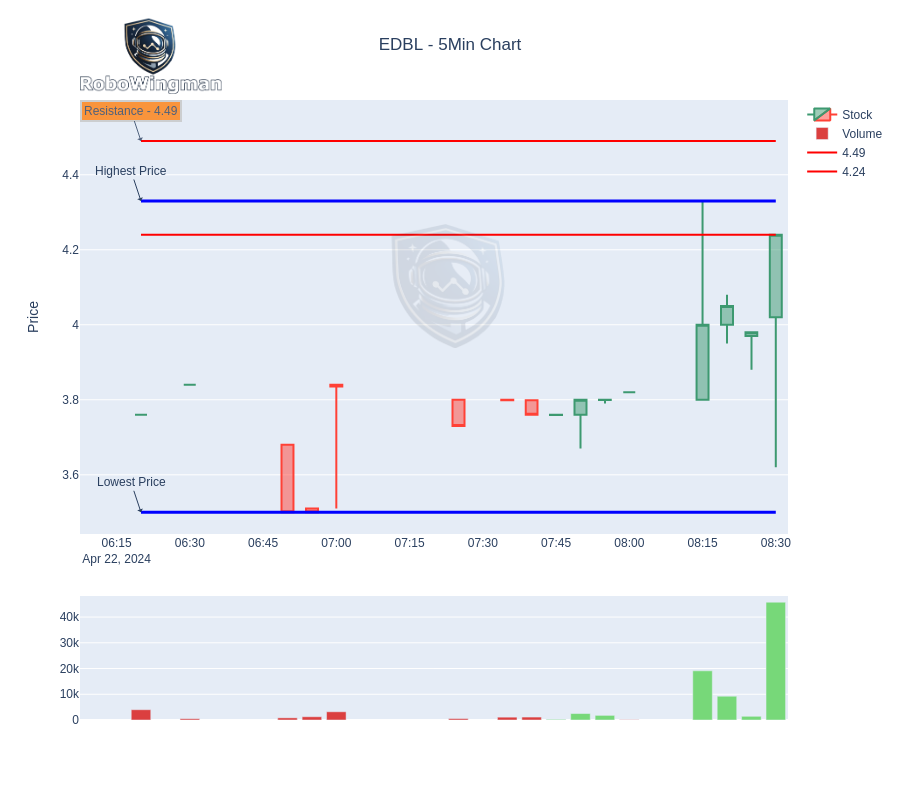 EDBL - 5Min Chart
RoboWingman
Resistance - 4.49
Stock
Volume
4.49
4.24
Highest Price
Lowest Price
Price
4.4
4.2
4
3.8
3.6
06:15 06:30 06:45 07:00 07:15 07:30 07:45 08:00 08:15 08:30
Apr 22, 2024
40k
30k
20k
10k
0